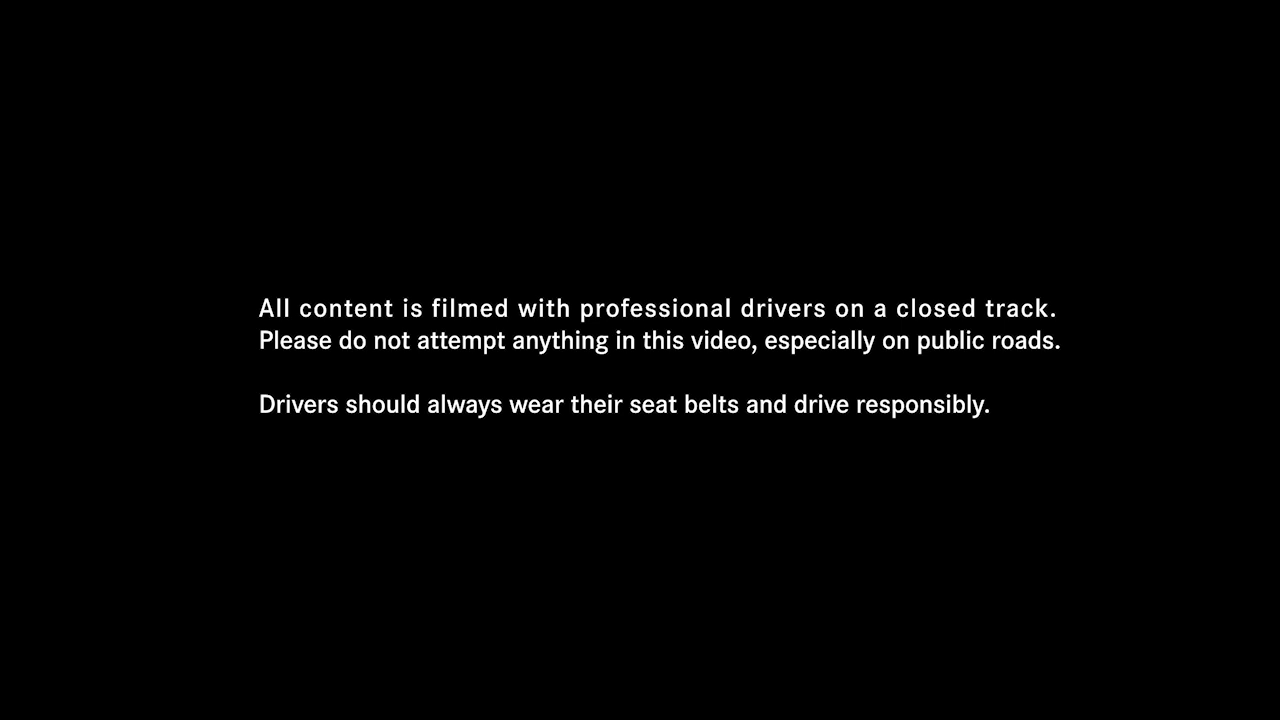 All content is filmed with professional drivers on a closed track.
Please do not attempt anything in this video, especially on public roads.
Drivers should always wear their seat belts and drive responsibly.